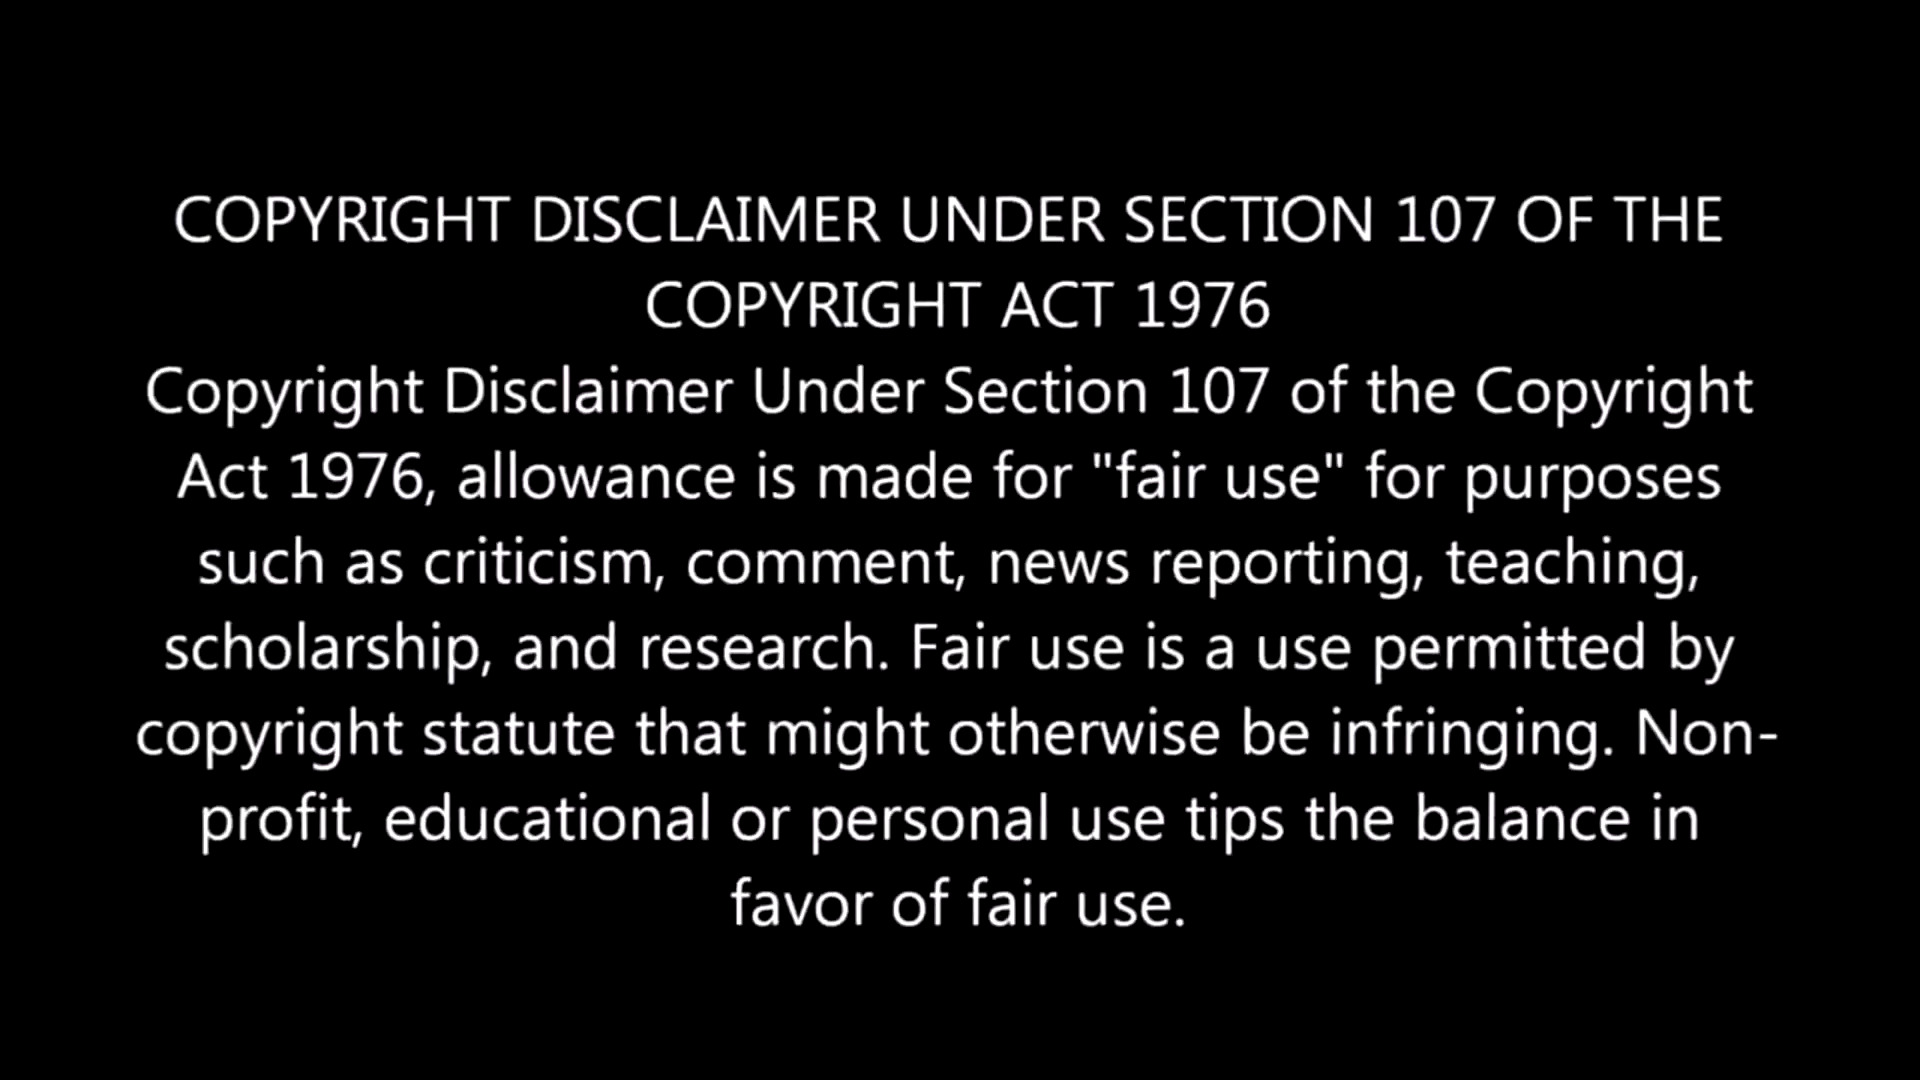 COPYRIGHT DISCLAIMER UNDER SECTION 107 OF THE
COPYRIGHT ACT 1976
Copyright Disclaimer Under Section 107 of the Copyright
Act 1976, allowance is made for "fair use" for purposes
such as criticism, comment, news reporting, teaching,
scholarship, and research. Fair use is a use permitted by
copyright statute that might otherwise be infringing. Non-
profit, educational or personal use tips the balance in
favor of fair use.